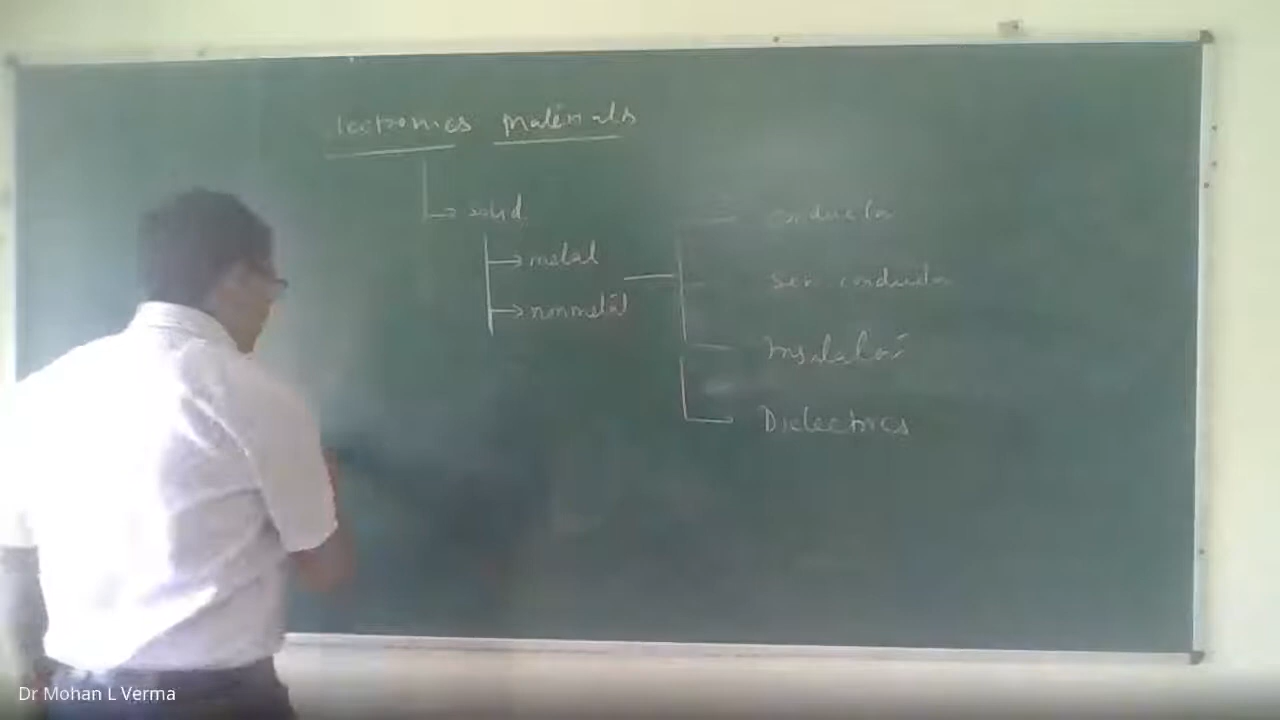 lectronics materials
solid
metal
nonmetal
conductor
semi conductor
Insulator
Dielectrics
Dr Mohan L Verma